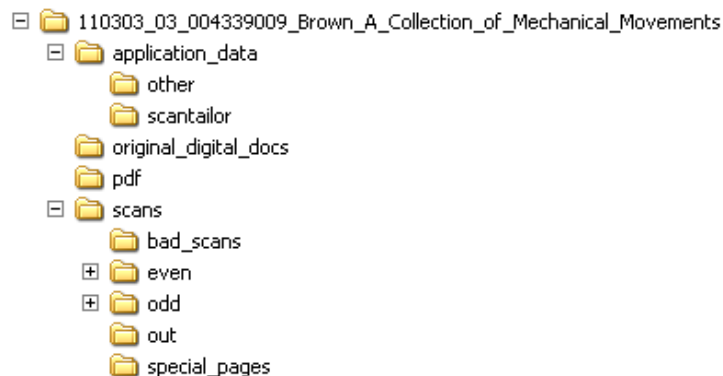 110303_03_004339009_Brown_A_Collection_of_Mechanical_Movements
application_data
other
scantailor
original_digital_docs
pdf
scans
bad_scans
even
odd
out
special_pages